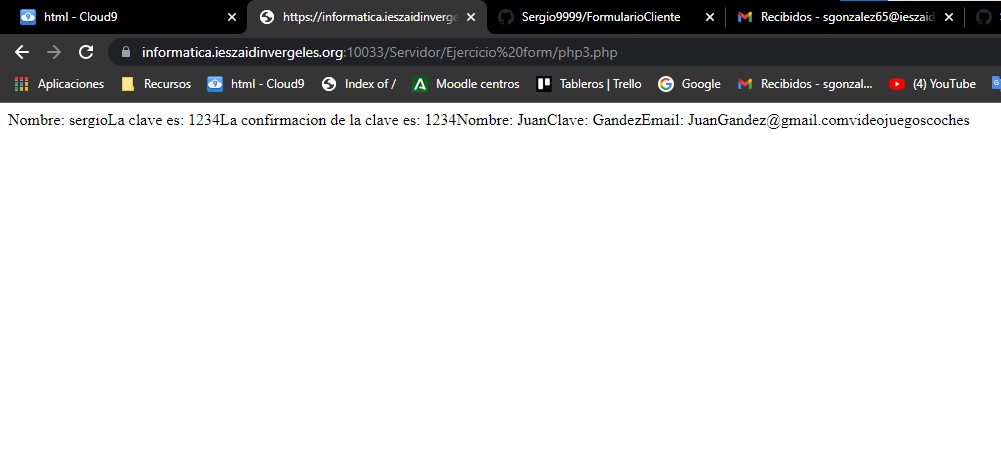 html - Cloud9
https://informatica.ieszaidinverge
Sergio9999/FormularioCliente
Recibidos - sgonzalez65@ieszaid
informatica.ieszaidinvergeles.org:10033/Servidor/Ejercicio%20form/php3.php
Aplicaciones
Recursos
html - Cloud9
Index of /
Moodle centros
Tableros | Trello
Google
Recibidos - sgonzal...
(4) YouTube
Nombre: sergioLa clave es: 1234La confirmacion de la clave es: 1234Nombre: JuanClave: GandezEmail: JuanGandez@gmail.comvideojuegoscoches